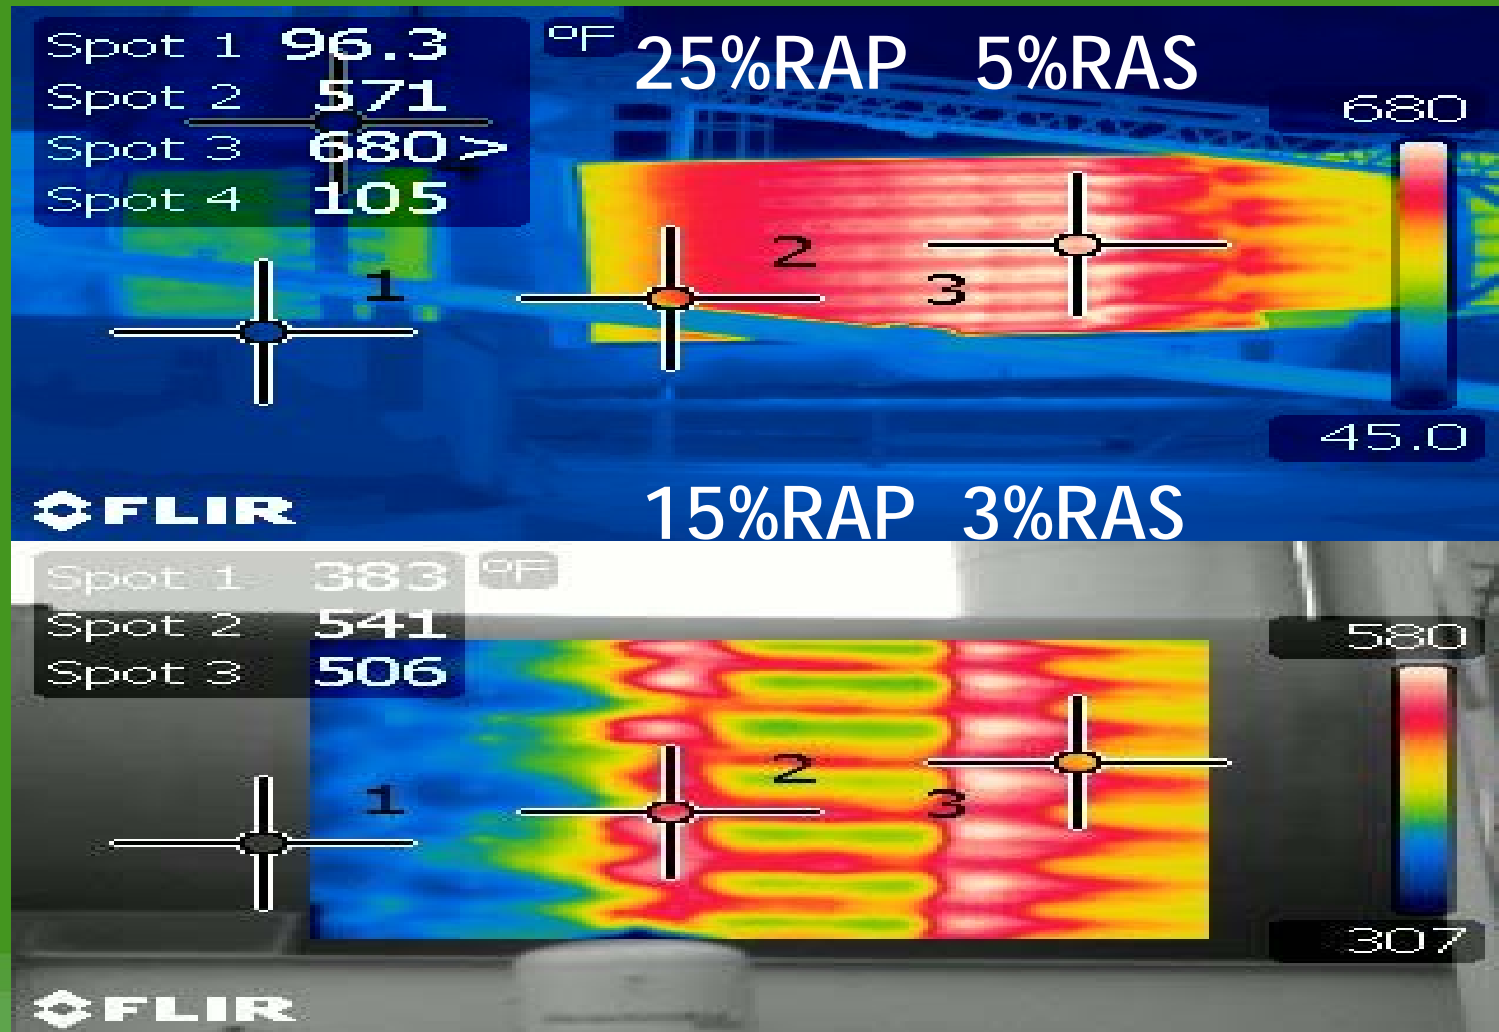 Spot 1 96.3 °F
Spot 2 571
Spot 3 680>
Spot 4 105
25%RAP 5%RAS
680
1
2
3
45.0
FLIR
15%RAP 3%RAS
Spot 1 383 °F
Spot 2 541
Spot 3 506
580
1
2
3
307
FLIR